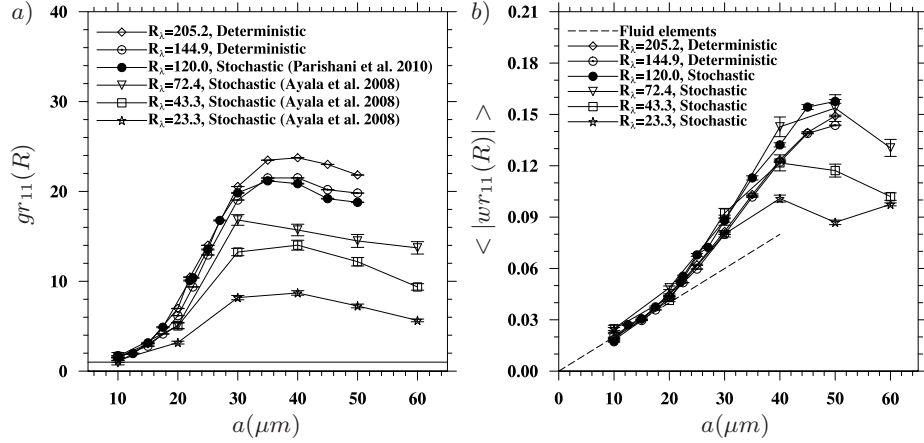 a)
40
30
20
10
0
gr₁₁(R)
R_λ=205.2, Deterministic
R_λ=144.9, Deterministic
R_λ=120.0, Stochastic (Parishani et al. 2010)
R_λ=72.4, Stochastic (Ayala et al. 2008)
R_λ=43.3, Stochastic (Ayala et al. 2008)
R_λ=23.3, Stochastic (Ayala et al. 2008)
10 20 30 40 50 60
a(μm)
b)
0.21
0.18
0.15
0.12
0.09
0.06
0.03
0.00
< |wr₁₁(R)| >
Fluid elements
R_λ=205.2, Deterministic
R_λ=144.9, Deterministic
R_λ=120.0, Stochastic
R_λ=72.4, Stochastic
R_λ=43.3, Stochastic
R_λ=23.3, Stochastic
0 10 20 30 40 50 60
a(μm)